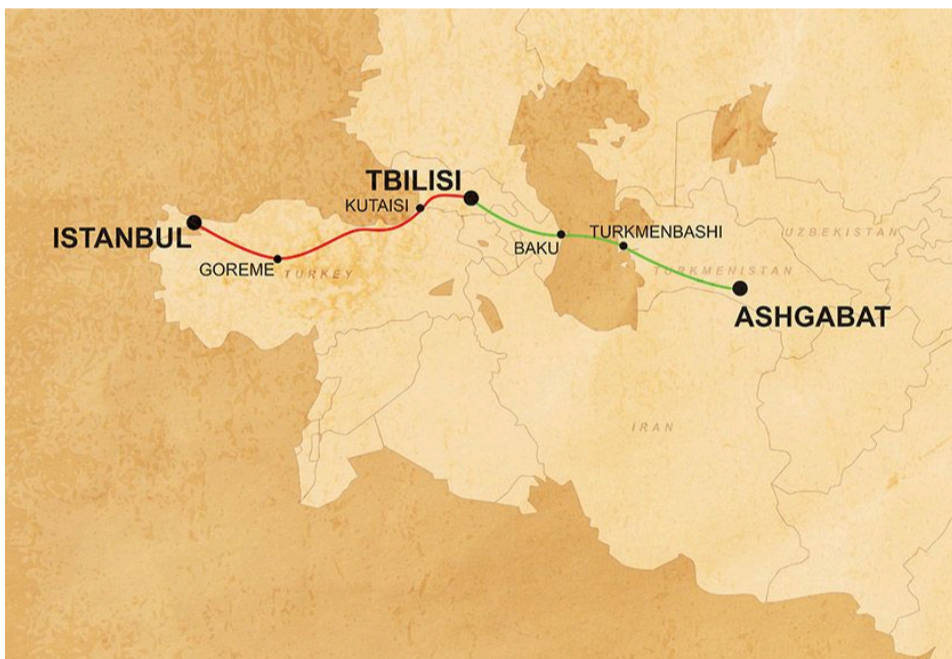 TBILISI
KUTAISI
ISTANBUL
GOREME
TURKEY
BAKU
TURKMENBASHI
UZBEKISTAN
TURKMENISTAN
ASHGABAT
IRAN